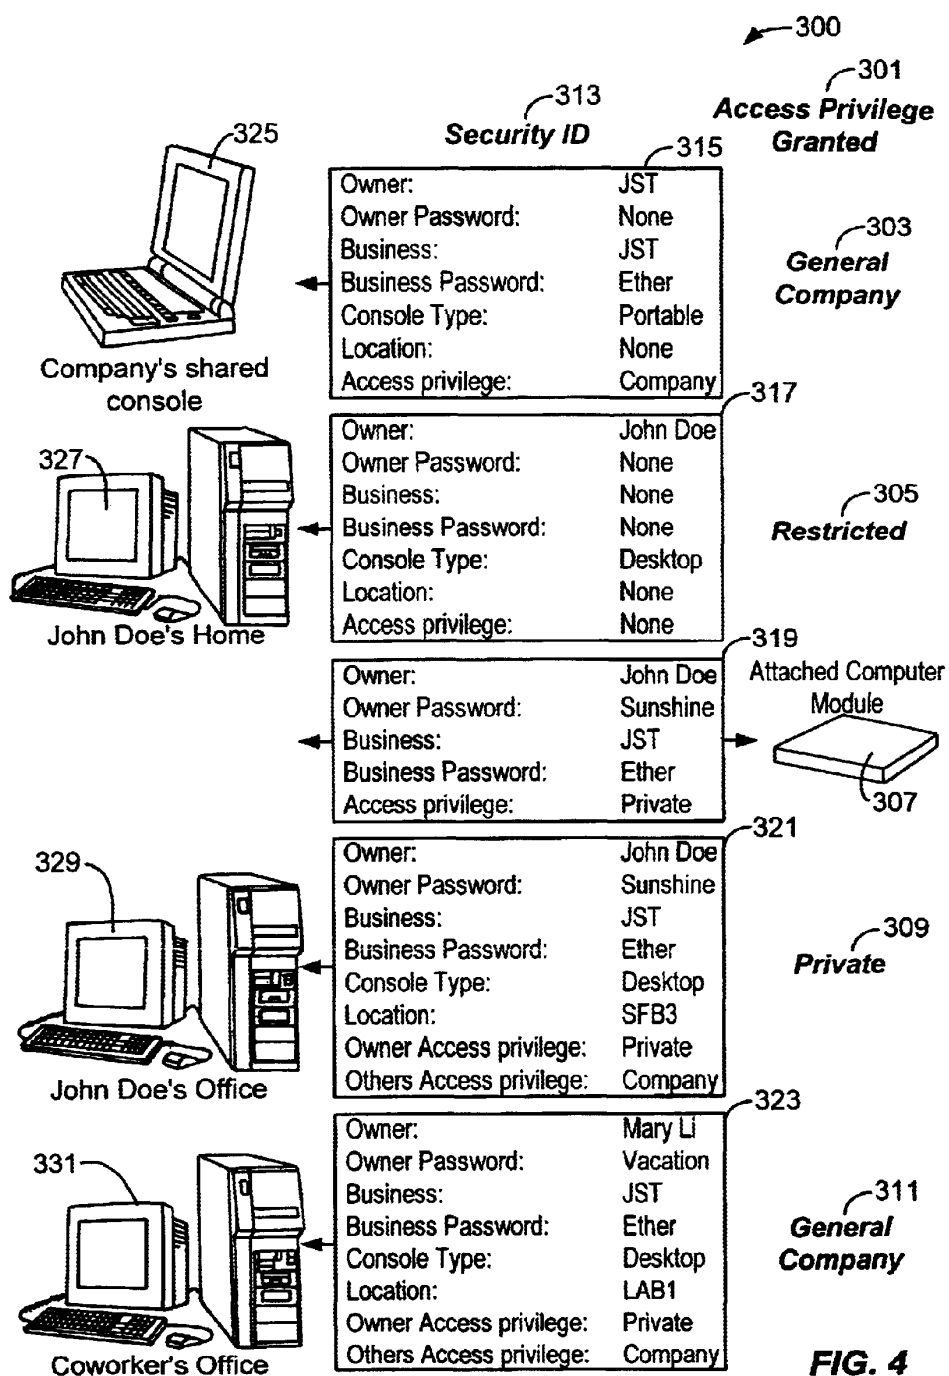 300
301
313
Access Privilege
Granted
Security ID
325
315
Owner: JST
Owner Password: None
Business: JST
Business Password: Ether
Console Type: Portable
Location: None
Access privilege: Company
303
General
Company
Company's shared
console
317
327
Owner: John Doe
Owner Password: None
Business: None
Business Password: None
Console Type: Desktop
Location: None
Access privilege: None
305
Restricted
John Doe's Home
319
Owner: John Doe
Owner Password: Sunshine
Business: JST
Business Password: Ether
Access privilege: Private
Attached Computer
Module
307
321
329
Owner: John Doe
Owner Password: Sunshine
Business: JST
Business Password: Ether
Console Type: Desktop
Location: SFB3
Owner Access privilege: Private
Others Access privilege: Company
309
Private
John Doe's Office
323
331
Owner: Mary Li
Owner Password: Vacation
Business: JST
Business Password: Ether
Console Type: Desktop
Location: LAB1
Owner Access privilege: Private
Others Access privilege: Company
311
General
Company
Coworker's Office
FIG. 4